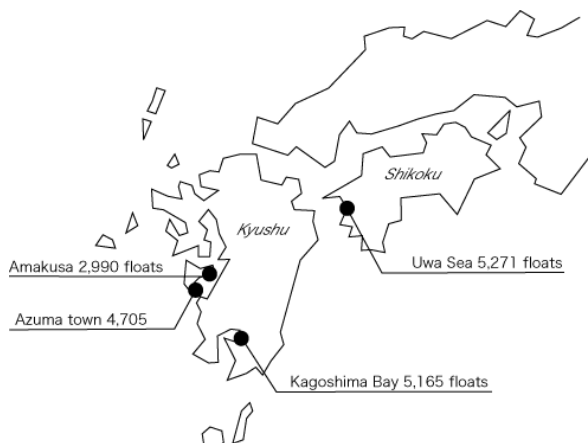 Shikoku
Kyushu
Amakusa 2,990 floats
Uwa Sea 5,271 floats
Azuma town 4,705
Kagoshima Bay 5,165 floats